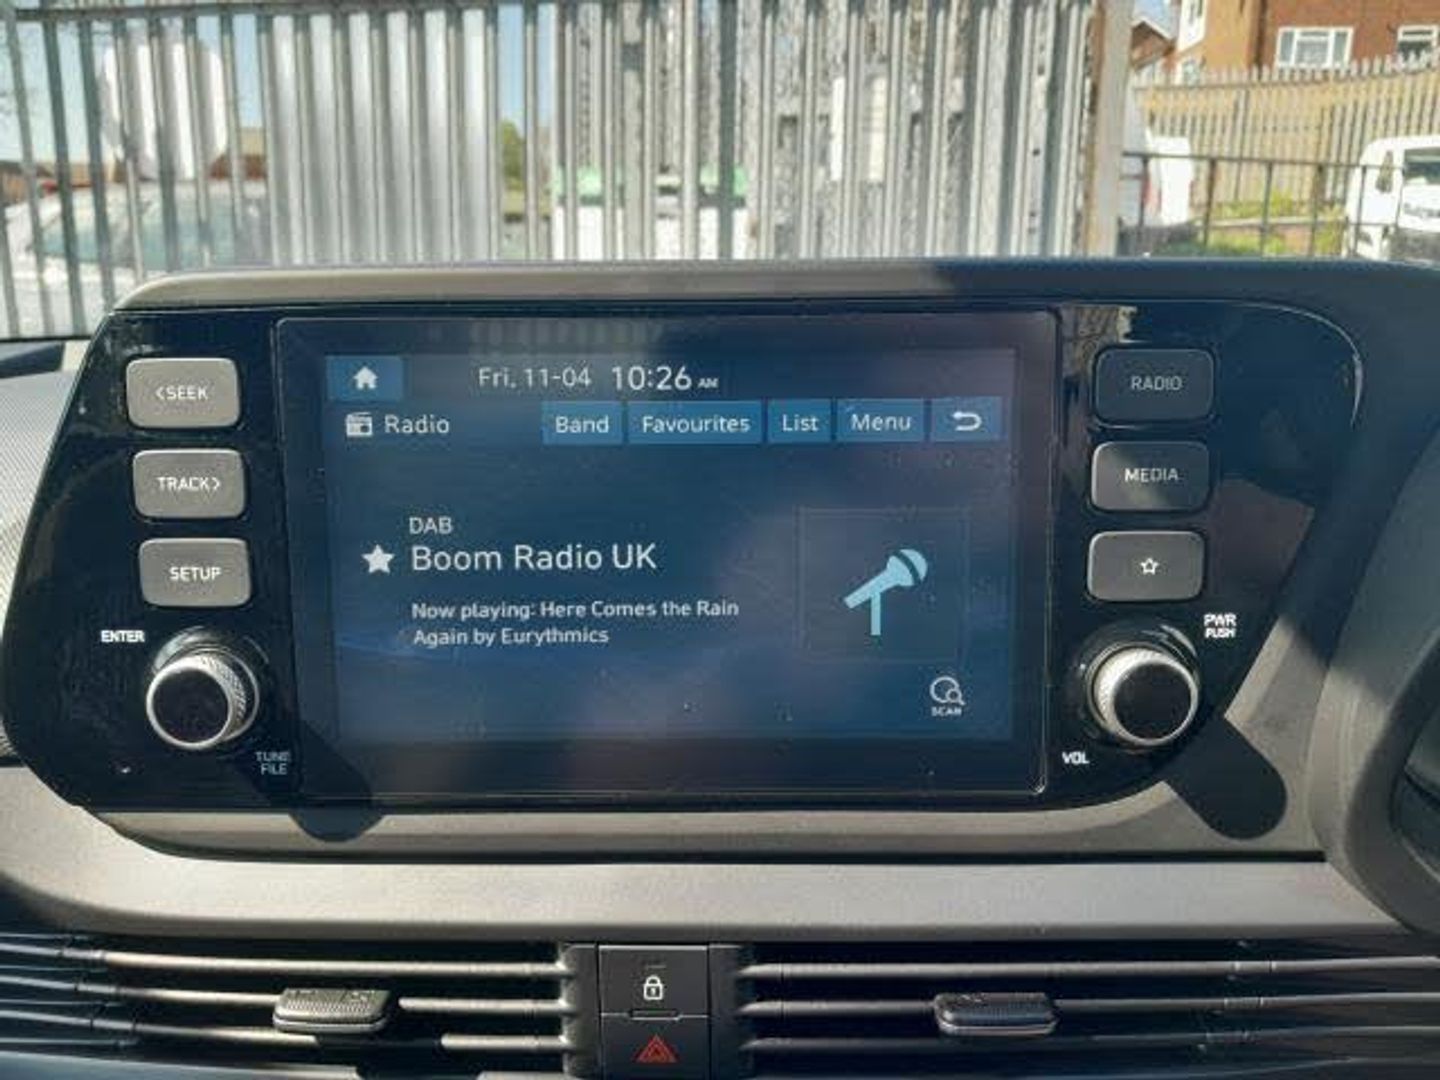 <SEEK
TRACK>
SETUP
ENTER
TUNE
FILE
Fri, 11-04 10:26 AM
Radio Band Favourites List Menu
DAB
Boom Radio UK
Now playing: Here Comes the Rain
Again by Eurythmics
SCAN
RADIO
MEDIA
PWR
PUSH
VOL